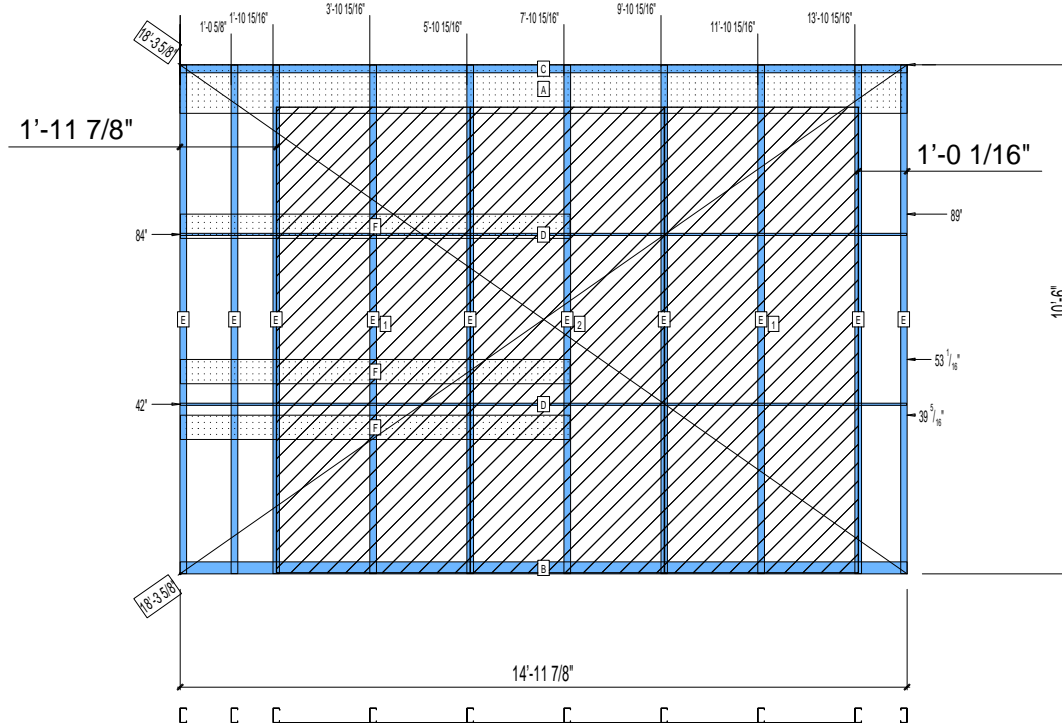 3'-10 15/16" 7'-10 15/16" 9'-10 15/16" 13'-10 15/16"
1'-10 15/16" 5'-10 15/16" 11'-10 15/16"
1'-0 5/8"
18'-3 5/8"
C
A
1'-11 7/8"
1'-0 1/16"
89"
F
84"
D
10'-6"
E E E E E E E E E E
1 2 1
53 1/16"
F
42"
D
39 5/16"
F
B
18'-3 5/8"
14'-11 7/8"